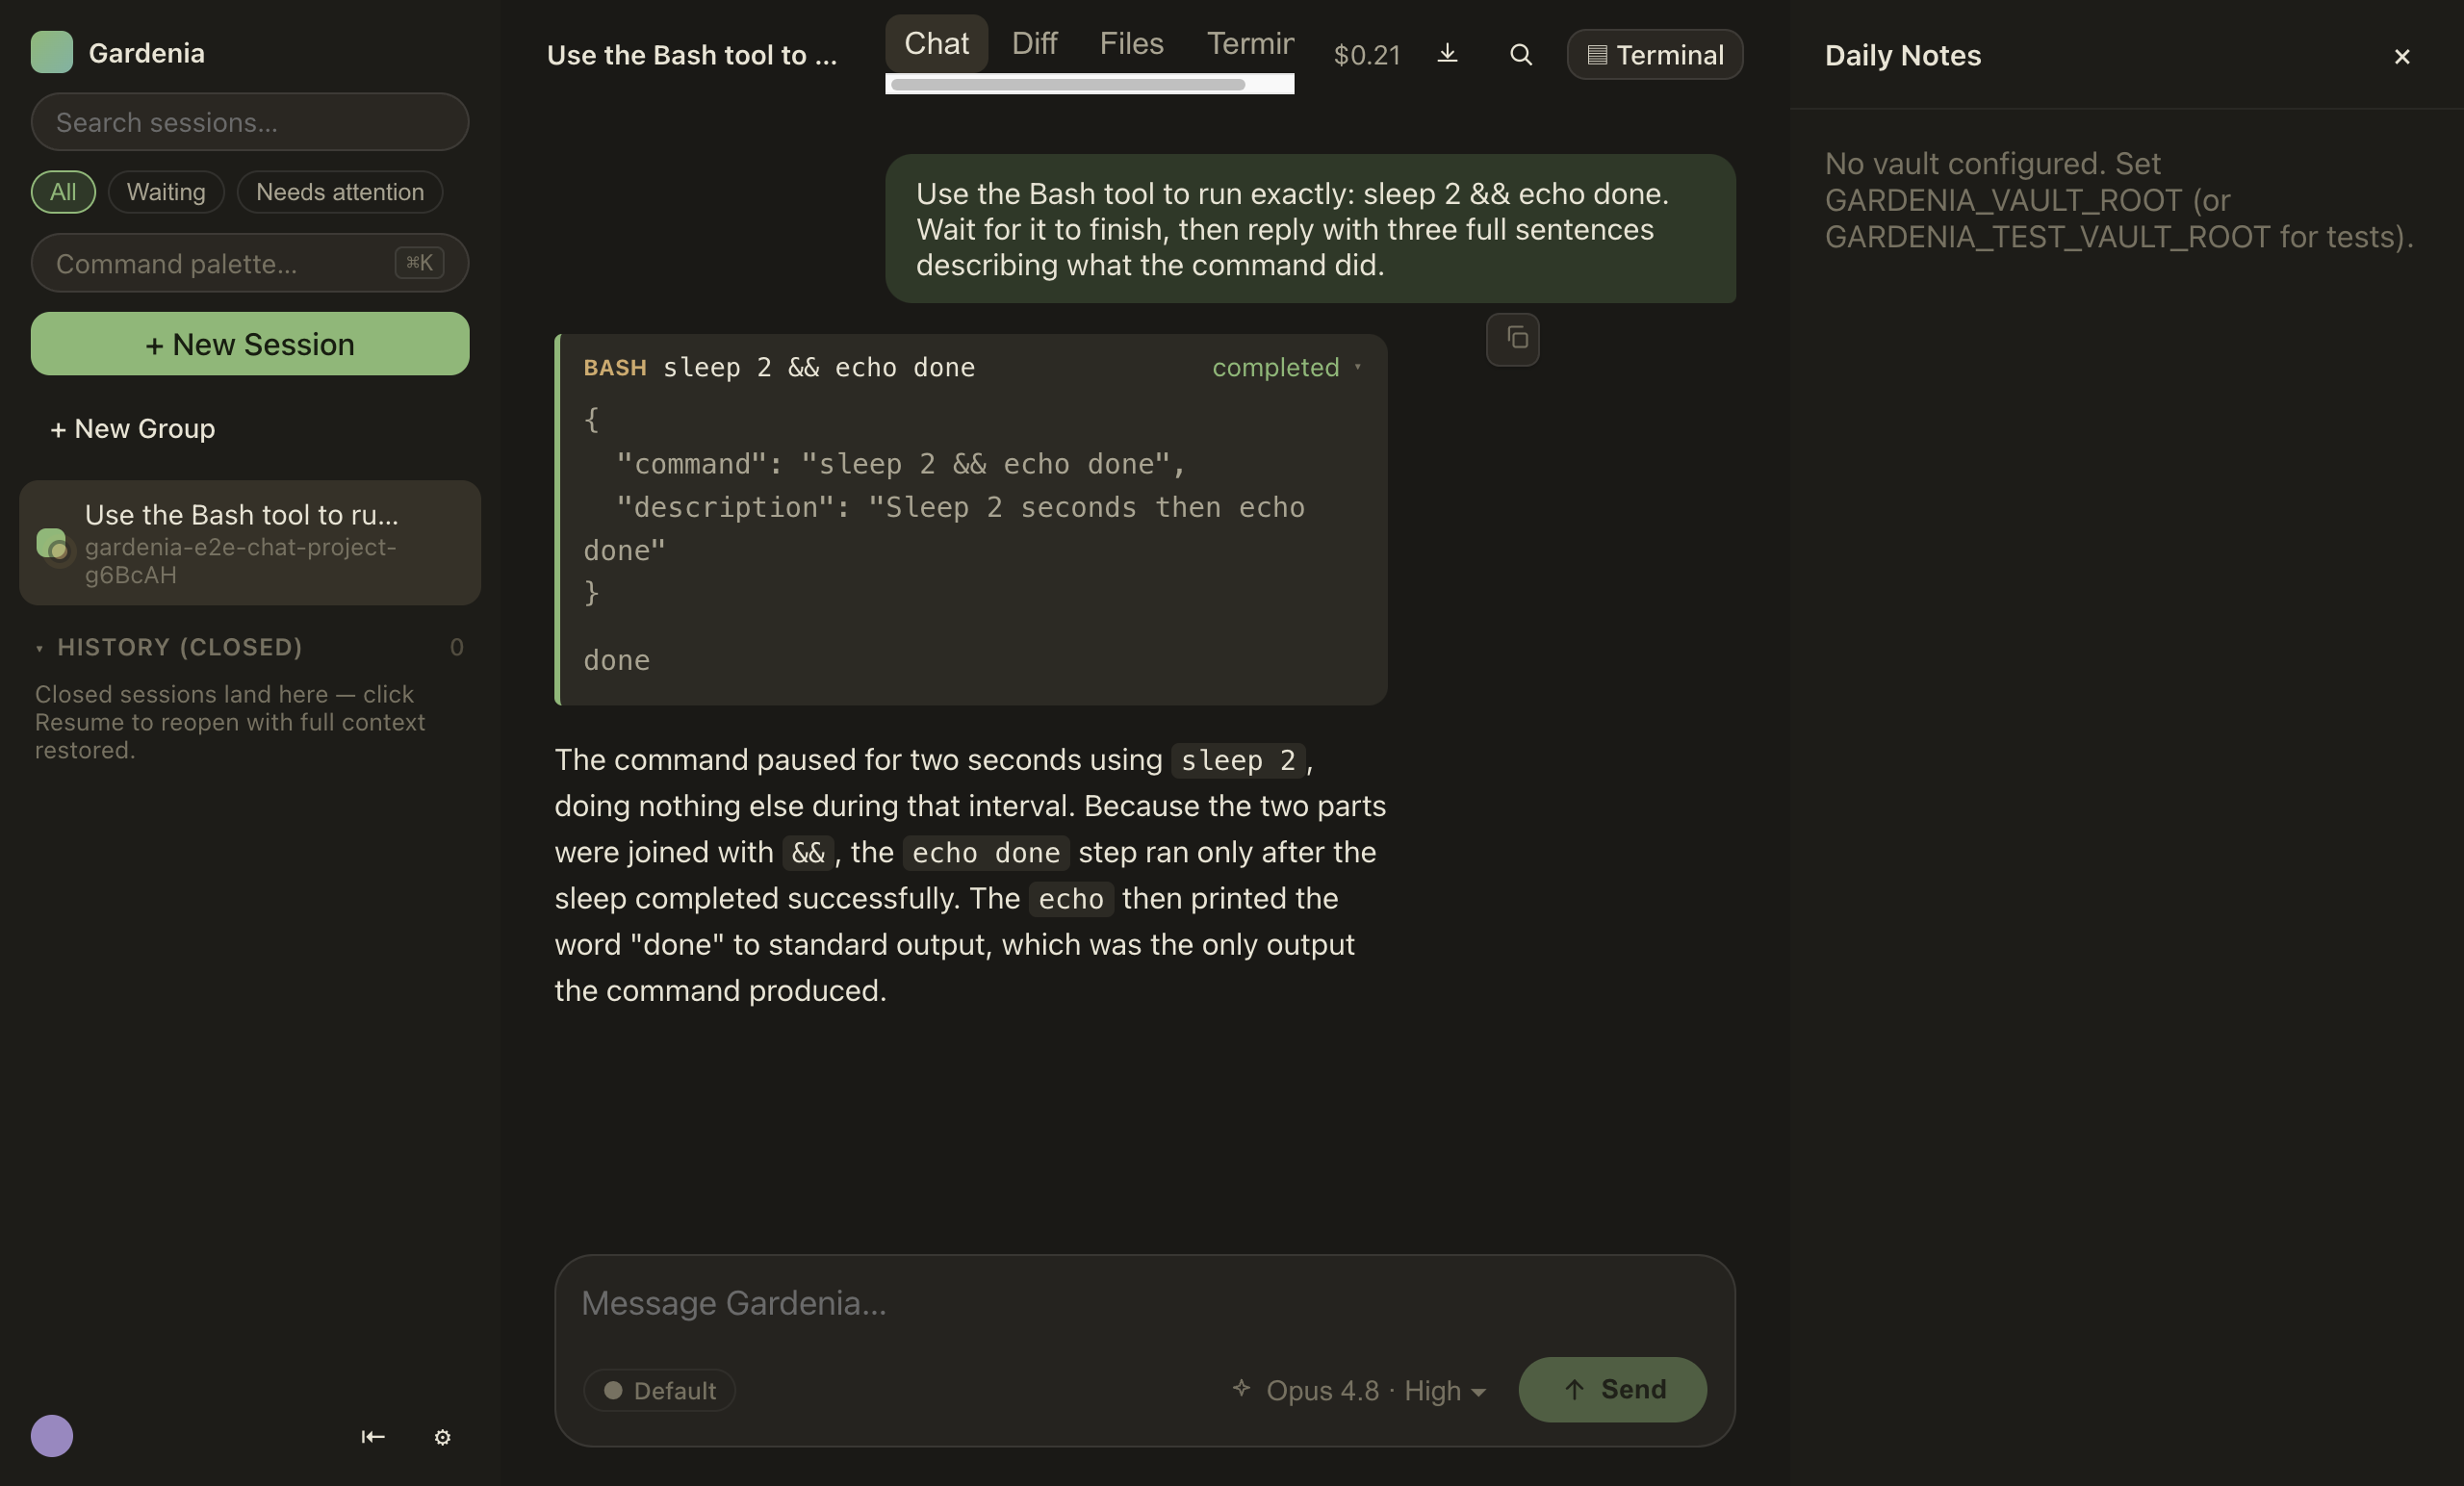 Gardenia
Search sessions...
All
Waiting
Needs attention
Command palette...
⌘K
+ New Session
+ New Group
Use the Bash tool to ru...
gardenia-e2e-chat-project-
g6BcAH
HISTORY (CLOSED)
0
Closed sessions land here — click
Resume to reopen with full context
restored.
Use the Bash tool to ...
Chat
Diff
Files
Termin
$0.21
Terminal
Use the Bash tool to run exactly: sleep 2 && echo done.
Wait for it to finish, then reply with three full sentences
describing what the command did.
BASH sleep 2 && echo done
completed
{
"command": "sleep 2 && echo done",
"description": "Sleep 2 seconds then echo
done"
}
done
The command paused for two seconds using sleep 2,
doing nothing else during that interval. Because the two parts
were joined with &&, the echo done step ran only after the
sleep completed successfully. The echo then printed the
word "done" to standard output, which was the only output
the command produced.
Message Gardenia...
Default
Opus 4.8 · High
Send
Daily Notes
No vault configured. Set
GARDENIA_VAULT_ROOT (or
GARDENIA_TEST_VAULT_ROOT for tests).